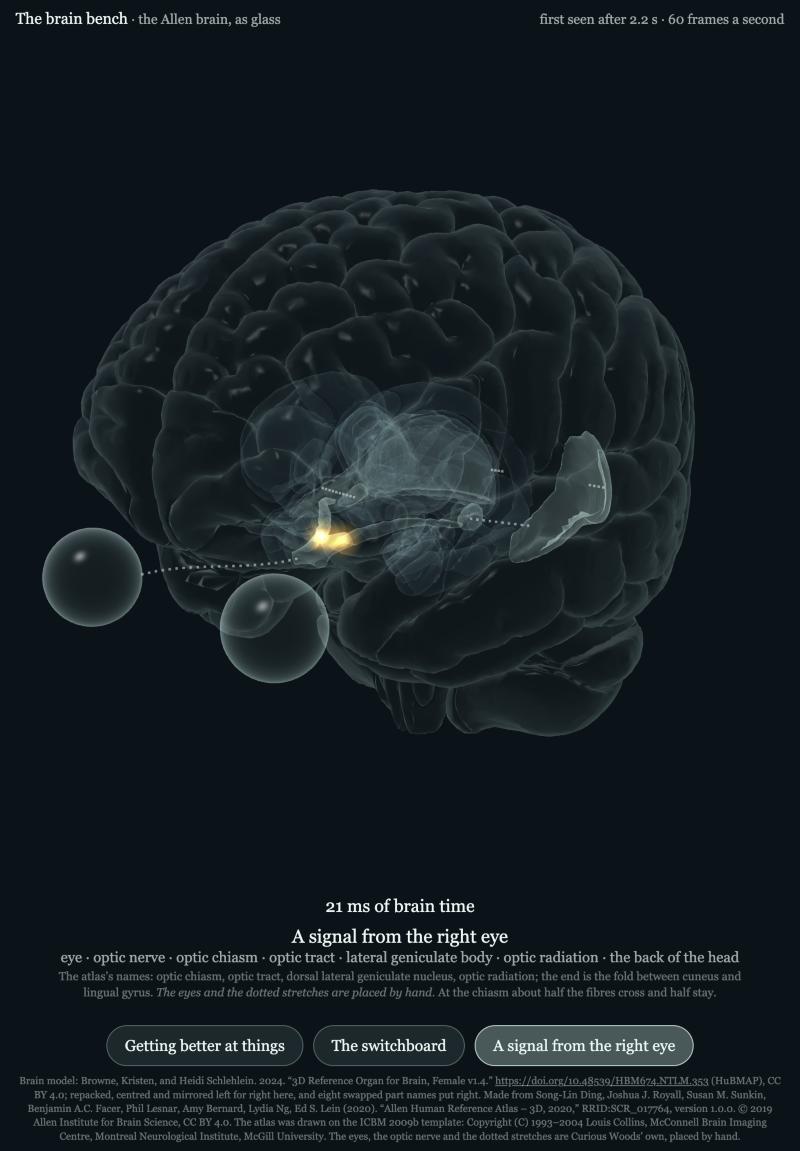 The brain bench · the Allen brain, as glass
first seen after 2.2 s · 60 frames a second
21 ms of brain time
A signal from the right eye
eye · optic nerve · optic chiasm · optic tract · lateral geniculate body · optic radiation · the back of the head
The atlas’s names: optic chiasm, optic tract, dorsal lateral geniculate nucleus, optic radiation; the end is the fold between cuneus and
lingual gyrus. The eyes and the dotted stretches are placed by hand. At the chiasm about half the fibres cross and half stay.
Getting better at things
The switchboard
A signal from the right eye
Brain model: Browne, Kristen, and Heidi Schlehlein. 2024. “3D Reference Organ for Brain, Female v1.4.” https://doi.org/10.48539/HBM674.NTLM.353 (HuBMAP), CC
BY 4.0; repacked, centred and mirrored left for right here, and eight swapped part names put right. Made from Song-Lin Ding, Joshua J. Royall, Susan M. Sunkin,
Benjamin A.C. Facer, Phil Lesnar, Amy Bernard, Lydia Ng, Ed S. Lein (2020). “Allen Human Reference Atlas – 3D, 2020,” RRID:SCR_017764, version 1.0.0. © 2019
Allen Institute for Brain Science, CC BY 4.0. The atlas was drawn on the ICBM 2009b template: Copyright (C) 1993–2004 Louis Collins, McConnell Brain Imaging
Centre, Montreal Neurological Institute, McGill University. The eyes, the optic nerve and the dotted stretches are Curious Woods’ own, placed by hand.